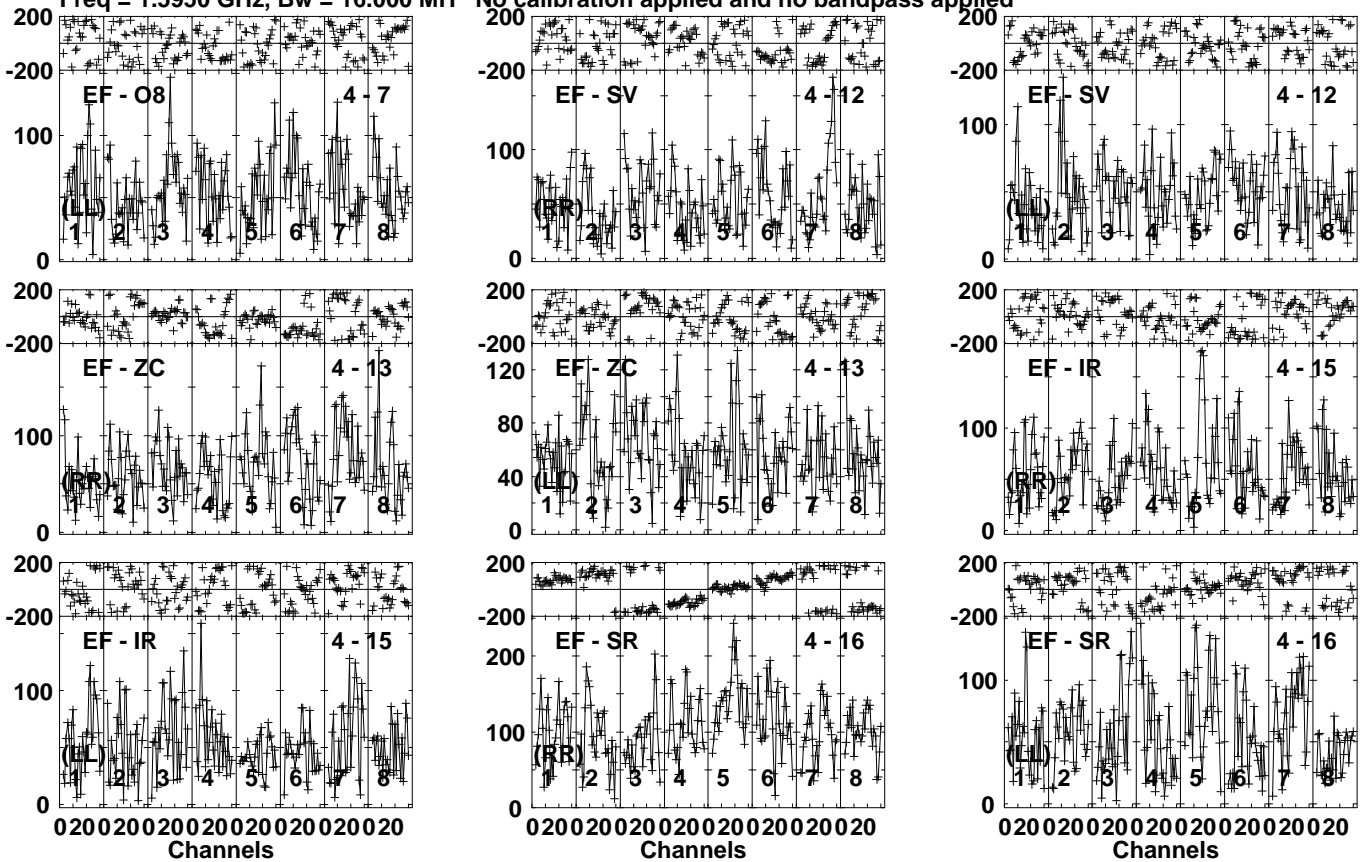 Freq = 1.5950 GHz, Bw = 16.000 MH No calibration applied and no bandpass applied
200 200 200
-200 -200 -200
EF - O8 4 - 7 EF - SV 4 - 12 EF - SV 4 - 12
100 100 100
(LL) (RR) (LL)
1 2 3 4 5 6 7 8 1 2 3 4 5 6 7 8 1 2 3 4 5 6 7 8
0 0 0
200 200 200
-200 -200 -200
EF - ZC 4 - 13 EF - ZC 4 - 13 EF - IR 4 - 15
120
100 80 100
40
(RR) (LL) (RR)
1 2 3 4 5 6 7 8 1 2 3 4 5 6 7 8 1 2 3 4 5 6 7 8
0 0 0
200 200 200
-200 -200 -200
EF - IR 4 - 15 EF - SR 4 - 16 EF - SR 4 - 16
200
100 100 100
(LL) (RR) (LL)
1 2 3 4 5 6 7 8 1 2 3 4 5 6 7 8 1 2 3 4 5 6 7 8
0 0 0
0 20 0 20 0 20 0 20 0 20 0 20 0 20 0 20 0 20 0 20 0 20 0 20 0 20 0 20 0 20 0 20 0 20 0 20 0 20 0 20 0 20 0 20 0 20 0 20
Channels Channels Channels